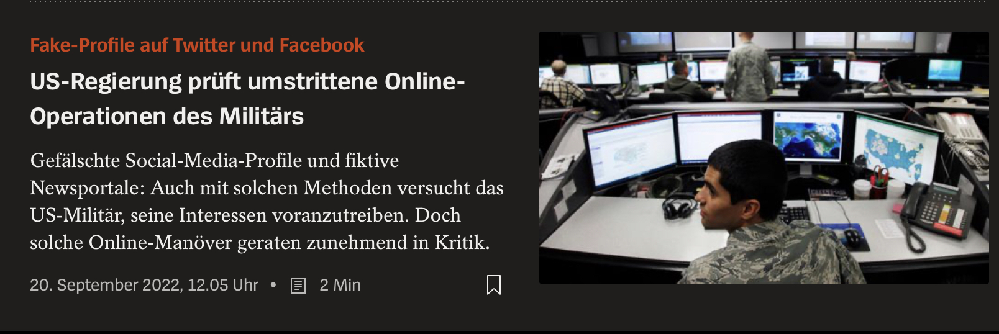 Fake-Profile auf Twitter und Facebook
US-Regierung prüft umstrittene Online-
Operationen des Militärs
Gefälschte Social-Media-Profile und fiktive
Newsportale: Auch mit solchen Methoden versucht das
US-Militär, seine Interessen voranzutreiben. Doch
solche Online-Manöver geraten zunehmend in Kritik.
20. September 2022, 12.05 Uhr • 2 Min